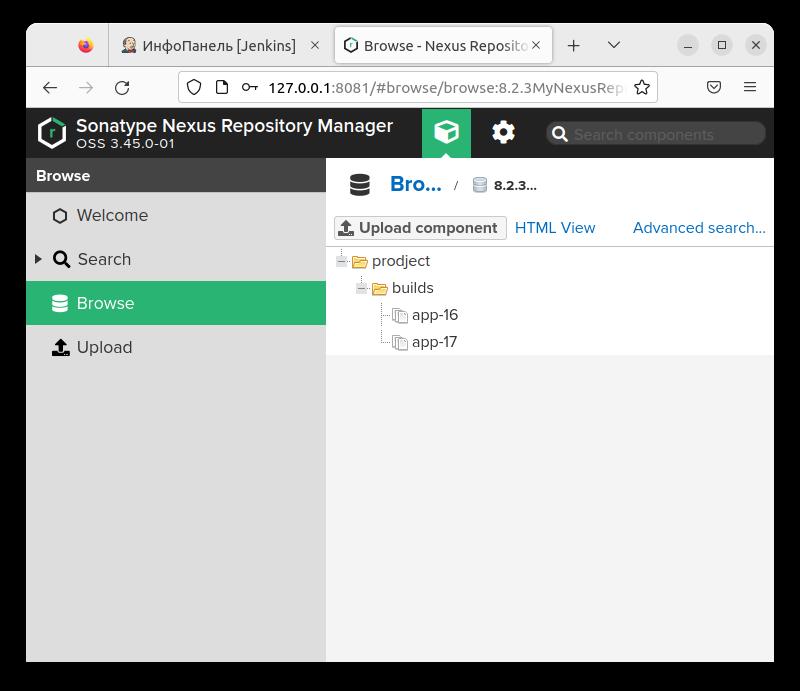 ИнфоПанель [Jenkins]
Browse - Nexus Reposito
127.0.0.1:8081/#browse/browse:8.2.3MyNexusRep
Sonatype Nexus Repository Manager
OSS 3.45.0-01
Search components
Browse
Welcome
Search
Browse
Upload
Bro... / 8.2.3...
Upload component
HTML View
Advanced search...
prodject
builds
app-16
app-17